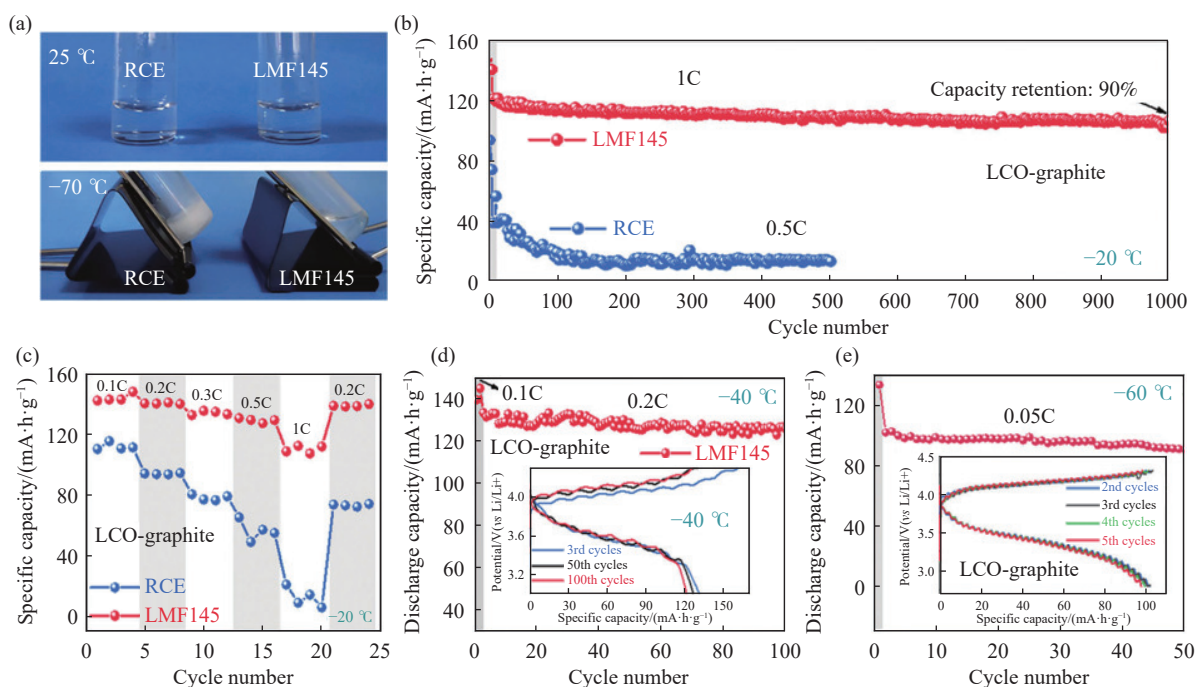 (a)
25 ℃
RCE
LMF145
−70 ℃
RCE
LMF145
(b)
160
120
80
40
0
Specific capacity/(mA·h·g⁻¹)
1C
Capacity retention: 90%
LMF145
LCO-graphite
RCE
0.5C
−20 ℃
0 100 200 300 400 500 600 700 800 900 1000
Cycle number
(c)
160
120
80
40
0
Specific capacity/(mA·h·g⁻¹)
0.1C
0.2C
0.3C
0.5C
1C
0.2C
LCO-graphite
RCE
LMF145
−20 ℃
0 5 10 15 20 25
Cycle number
(d)
140
120
100
80
60
40
Discharge capacity/(mA·h·g⁻¹)
0.1C
0.2C
−40 ℃
LCO-graphite
LMF145
4.0
3.6
3.2
Potential/V(vs Li/Li+)
−40 ℃
3rd cycles
50th cycles
100th cycles
0 30 60 90 120 150
Specific capacity/(mA·h·g⁻¹)
0 20 40 60 80 100
Cycle number
(e)
160
120
80
40
0
Discharge capacity/(mA·h·g⁻¹)
0.05C
−60 ℃
4.5
4.0
3.5
3.0
Potential/V(vs Li/Li+)
2nd cycles
3rd cycles
4th cycles
5th cycles
LCO-graphite
0 20 40 60 80 100
Specific capacity/(mA·h·g⁻¹)
0 10 20 30 40 50
Cycle number